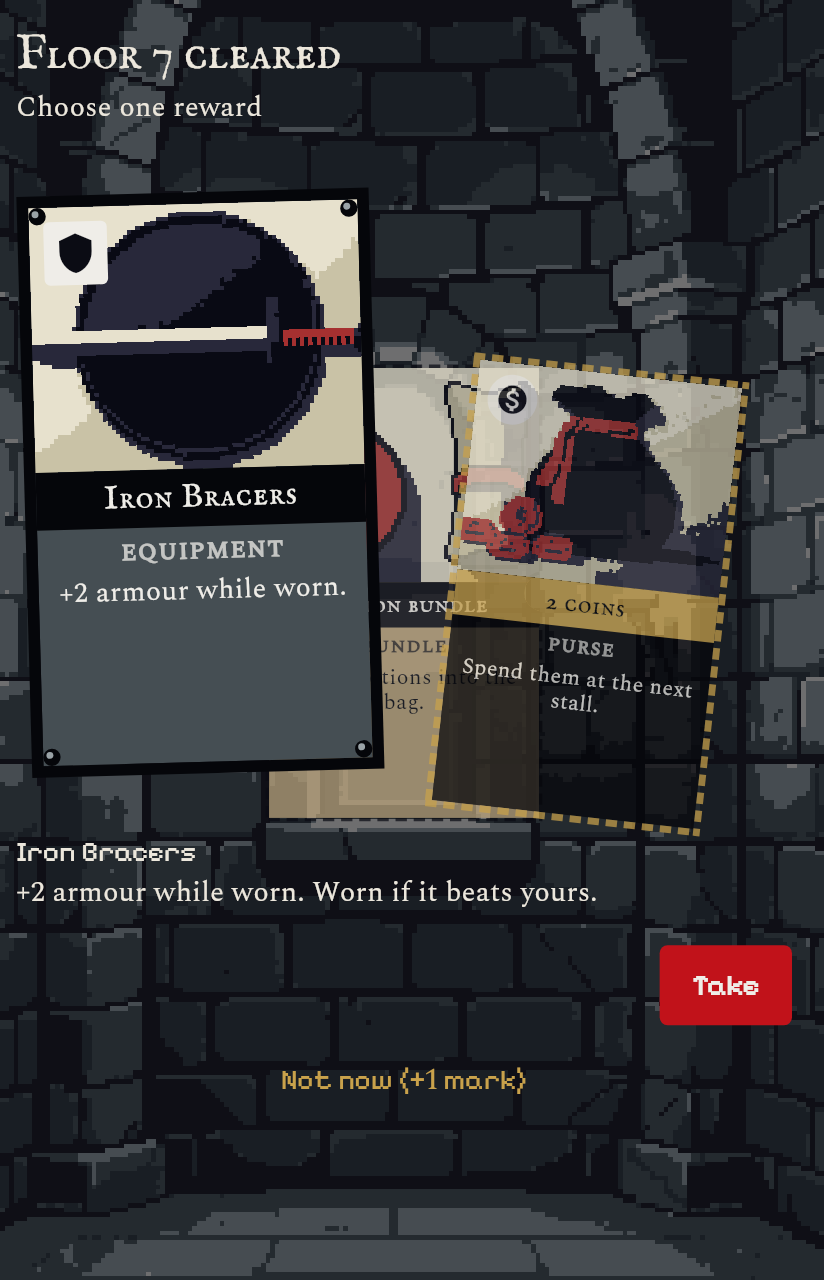 Floor 7 cleared
Choose one reward
Iron Bracers
EQUIPMENT
+2 armour while worn.
BUNDLE
bag.
2 COINS
PURSE
Spend them at the next
stall.
Iron Bracers
+2 armour while worn. Worn if it beats yours.
Take
Not now (+1 mark)